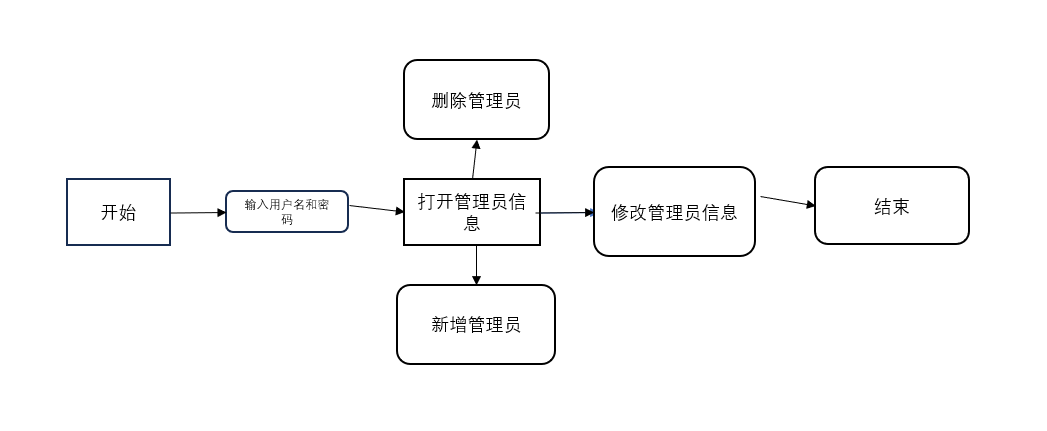 删除管理员
开始
输入用户名和密
码
打开管理员信
息
修改管理员信息
结束
新增管理员